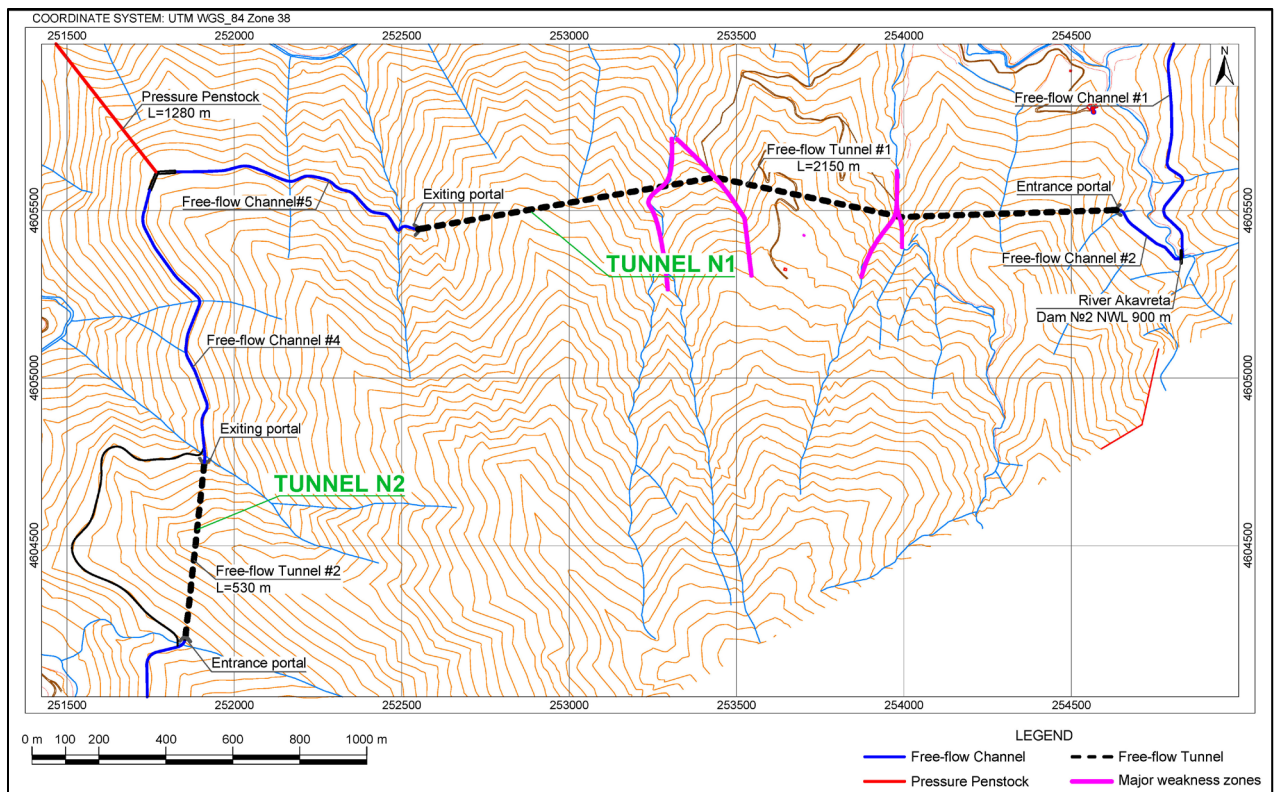 COORDINATE SYSTEM: UTM WGS_84 Zone 38
251500 252000 252500 253000 253500 254000 254500
N
Pressure Penstock
L=1280 m
Free-flow Channel #1
Free-flow Tunnel #1
L=2150 m
Exiting portal
Entrance portal
Free-flow Channel#5
4605500
4605500
TUNNEL N1
Free-flow Channel #2
River Akavreta
Dam №2 NWL 900 m
Free-flow Channel #4
4605000
4605000
Exiting portal
TUNNEL N2
4604500
4604500
Free-flow Tunnel #2
L=530 m
Entrance portal
251500 252000 252500 253000 253500 254000 254500
0 m 100 200 400 600 800 1000 m
LEGEND
Free-flow Channel
Free-flow Tunnel
Pressure Penstock
Major weakness zones